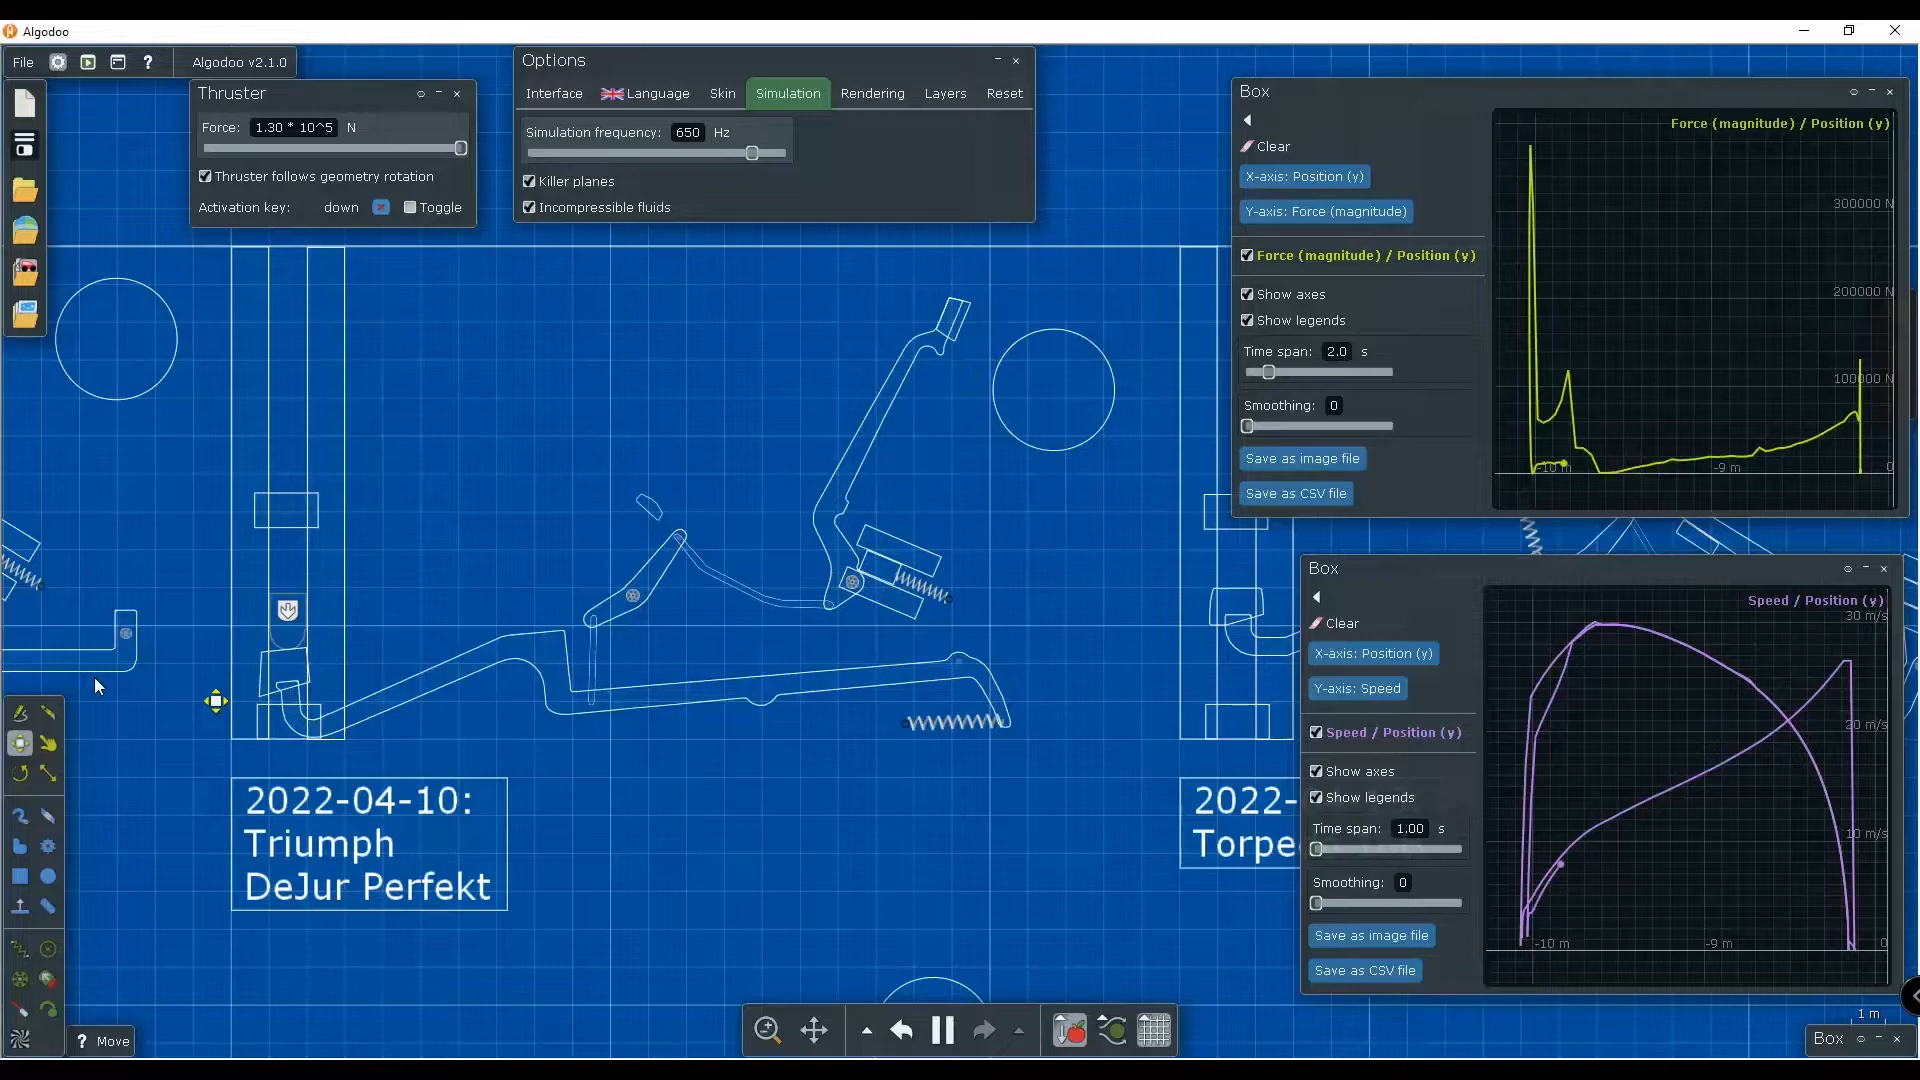 Algodoo
File
?
Algodoo v2.1.0
Thruster
Force: 1.30 * 10^5 N
Thruster follows geometry rotation
Activation key: down Toggle
Options
Interface Language Skin Simulation Rendering Layers Reset
Simulation frequency: 650 Hz
Killer planes
Incompressible fluids
Box
Clear
X-axis: Position (y)
Y-axis: Force (magnitude)
Force (magnitude) / Position (y)
Show axes
Show legends
Time span: 2.0 s
Smoothing: 0
Save as image file
Save as CSV file
Force (magnitude) / Position (y)
300000 N
200000 N
100000 N
-10 m -9 m 0
Box
Clear
X-axis: Position (y)
Y-axis: Speed
Speed / Position (y)
Show axes
Show legends
Time span: 1.00 s
Smoothing: 0
Save as image file
Save as CSV file
Speed / Position (y)
30 m/s
20 m/s
10 m/s
-10 m -9 m 0
2022-04-10:
Triumph
DeJur Perfekt
2022-
Torpe
? Move
1 m
Box